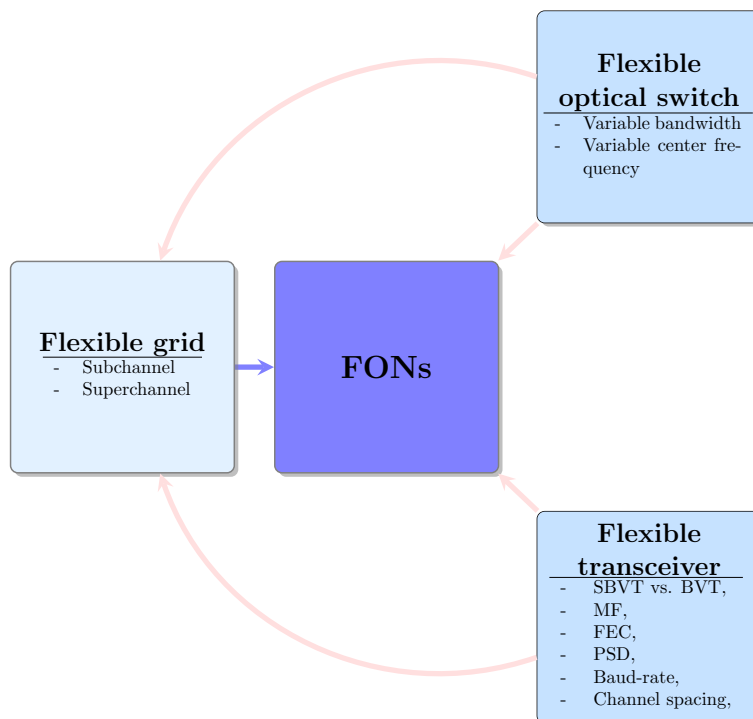 Flexible
optical switch
- Variable bandwidth
- Variable center fre-
quency
Flexible grid
- Subchannel
- Superchannel
FONs
Flexible
transceiver
- SBVT vs. BVT,
- MF,
- FEC,
- PSD,
- Baud-rate,
- Channel spacing,